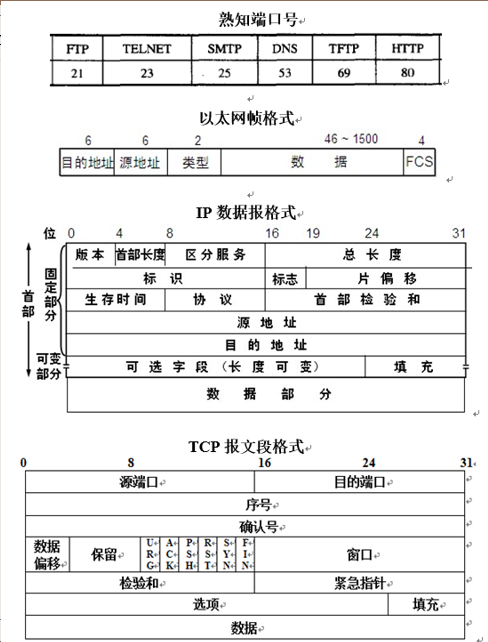 熟知端口号
FTP TELNET SMTP DNS TFTP HTTP
21 23 25 53 69 80
以太网帧格式
6 6 2 46 ~ 1500 4
目的地址 源地址 类型 数 据 FCS
IP 数据报格式
位 0 4 8 16 19 24 31
版 本 首部长度 区 分 服 务 总 长 度
标 识 标志 片 偏 移
生 存 时 间 协 议 首 部 检 验 和
源 地 址
目 的 地 址
可 选 字 段 (长 度 可 变) 填 充
数 据 部 分
首部
固定部分
可变部分
TCP 报文段格式
0 8 16 24 31
源端口 目的端口
序号
确认号
数据偏移 保留 URG ACK PSH RST SYN FIN 窗口
检验和 紧急指针
选项 填充
数据